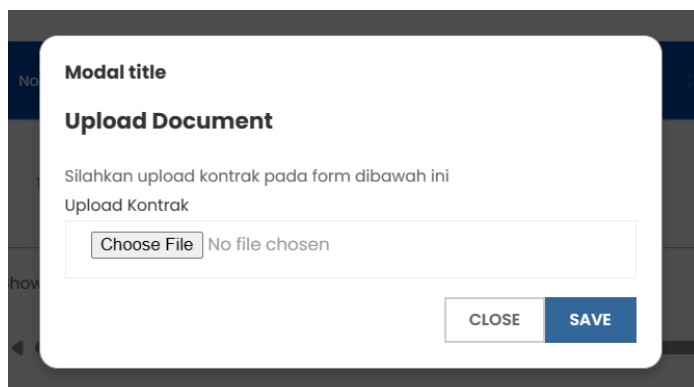 No
Modal title
Upload Document
Silahkan upload kontrak pada form dibawah ini
Upload Kontrak
Choose File No file chosen
CLOSE SAVE